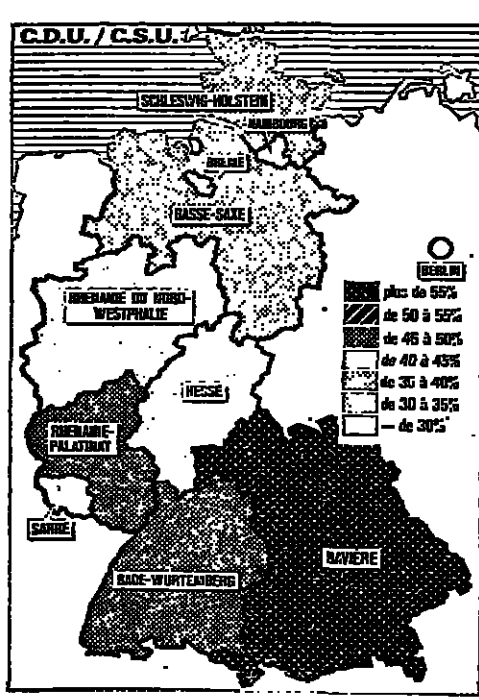 C.D.U. / C.S.U.
SCHLESWIG-HOLSTEIN
HAMBOURG
BRÊME
BASSE-SAXE
BERLIN
RHENANIE DU NORD-
WESTPHALIE
plus de 55%
de 50 à 55%
de 45 à 50%
de 40 à 45%
de 35 à 40%
de 30 à 35%
— de 30%
HESSE
RHENANIE-
PALATINAT
SARRE
BADE-WURTEMBERG
BAVIÈRE